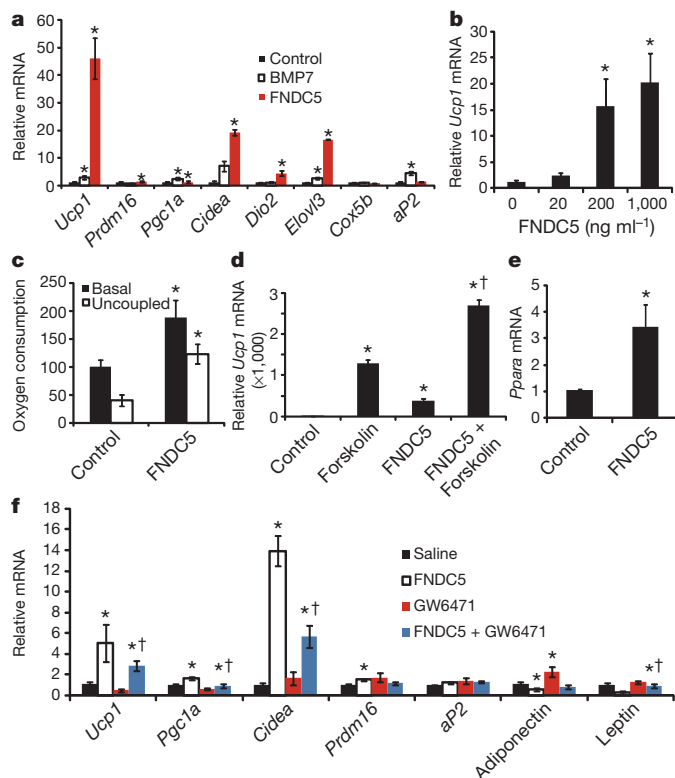 a
Relative mRNA
60
50
40
30
20
10
0
Control
BMP7
FNDC5
* * * * * * * * * * *
Ucp1 Prdm16 Pgc1a Cidea Dio2 Elovl3 Cox5b aP2
b
Relative Ucp1 mRNA
30
25
20
15
10
5
0
* *
0 20 200 1,000
FNDC5 (ng ml–1)
c
Oxygen consumption
250
200
150
100
50
0
Basal
Uncoupled
* *
Control FNDC5
d
Relative Ucp1 mRNA
(×1,000)
3
2
1
0
* * *†
Control Forskolin FNDC5 FNDC5 +
Forskolin
e
Ppara mRNA
5
4
3
2
1
0
*
Control FNDC5
f
Relative mRNA
18
16
14
12
10
8
6
4
2
0
Saline
FNDC5
GW6471
FNDC5 + GW6471
* *† * *† * *† * * * *†
Ucp1 Pgc1a Cidea Prdm16 aP2 Adiponectin Leptin